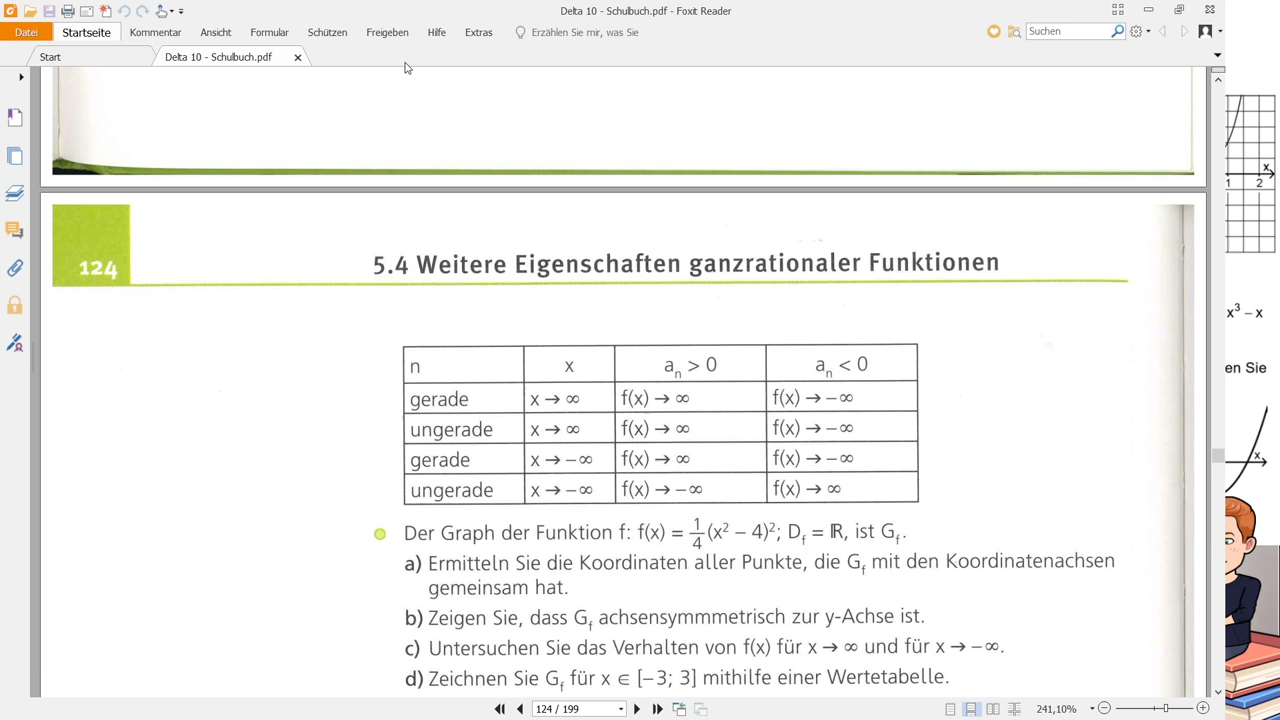 Delta 10 - Schulbuch.pdf - Foxit Reader
Datei Startseite Kommentar Ansicht Formular Schützen Freigeben Hilfe Extras Erzählen Sie mir, was Sie Suchen
Start Delta 10 - Schulbuch.pdf
124 5.4 Weitere Eigenschaften ganzrationaler Funktionen
n x aₙ > 0 aₙ < 0
gerade x → ∞ f(x) → ∞ f(x) → −∞
ungerade x → ∞ f(x) → ∞ f(x) → −∞
gerade x → −∞ f(x) → ∞ f(x) → −∞
ungerade x → −∞ f(x) → −∞ f(x) → ∞
Der Graph der Funktion f: f(x) = 1/4 (x² − 4)²; D_f = ℝ, ist G_f.
a) Ermitteln Sie die Koordinaten aller Punkte, die G_f mit den Koordinatenachsen
gemeinsam hat.
b) Zeigen Sie, dass G_f achsensymmmetrisch zur y-Achse ist.
c) Untersuchen Sie das Verhalten von f(x) für x → ∞ und für x → −∞.
d) Zeichnen Sie G_f für x ∈ [−3; 3] mithilfe einer Wertetabelle.
x
1 2
x³ − x
en Sie
x
124 / 199 241,10%